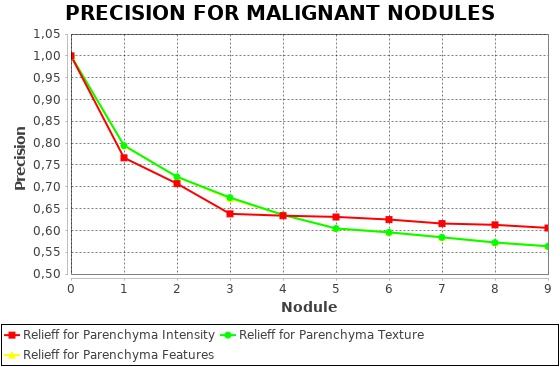 PRECISION FOR MALIGNANT NODULES
1,05
1,00
0,95
0,90
0,85
0,80
0,75
0,70
0,65
0,60
0,55
0,50
Precision
0 1 2 3 4 5 6 7 8 9
Nodule
Relieff for Parenchyma Intensity Relieff for Parenchyma Texture
Relieff for Parenchyma Features